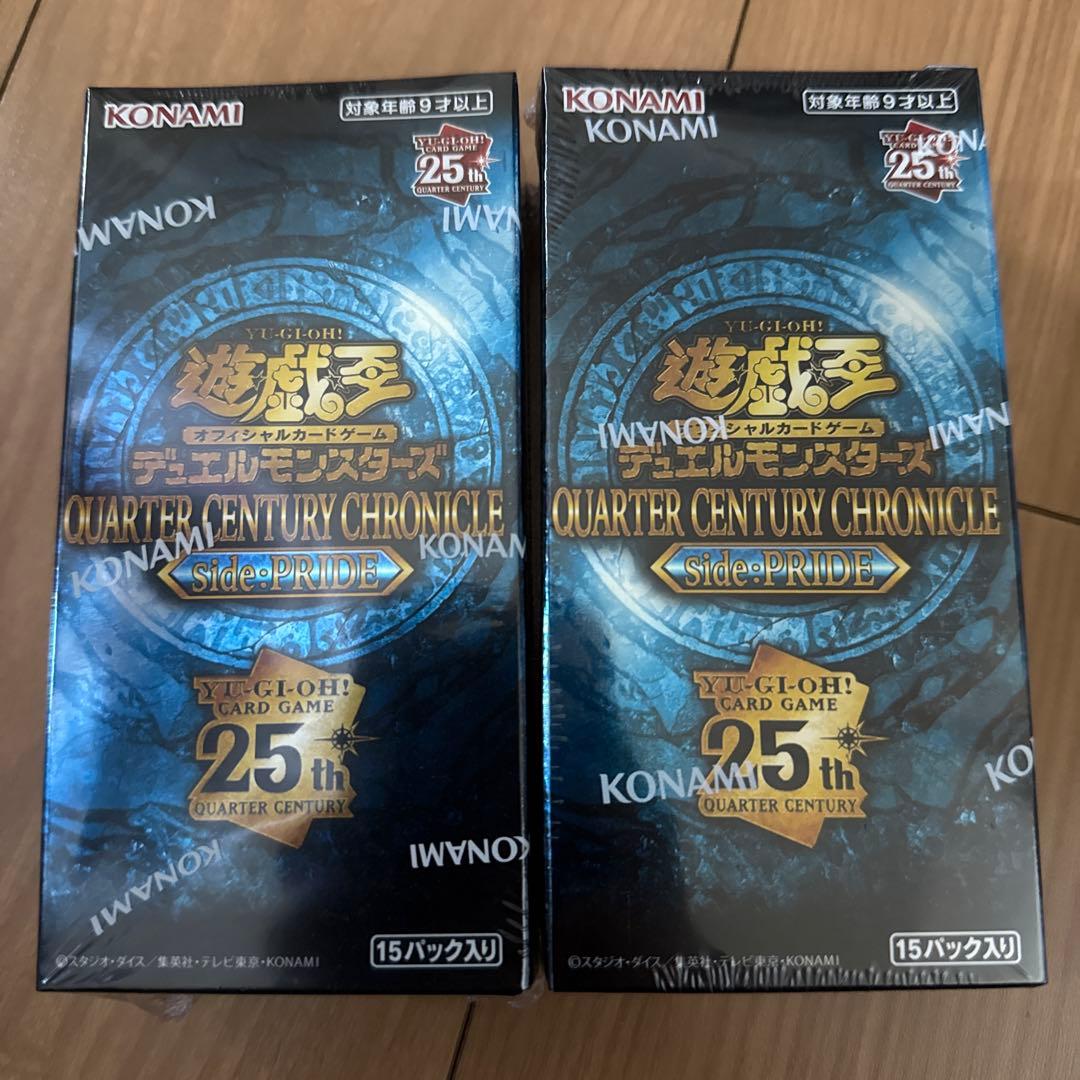 KONAMI
対象年齢9才以上
YU-GI-OH!
CARD GAME
25th
QUARTER CENTURY
KONAMI
KONAMI
YU-GI-OH!
遊戯王
オフィシャルカードゲーム
デュエルモンスターズ
QUARTER CENTURY CHRONICLE
KONAMI
KONAM
side:PRIDE
YU-GI-OH!
CARD GAME
25th
QUARTER CENTURY
KONAMI
KONAMI
15パック入り
©スタジオ・ダイス/集英社・テレビ東京・KONAMI
KONAMI
対象年齢9才以上
KONAMI
YU-GI-OH!
CARD GAME
KONA
25th
QUARTER CENTURY
KONAMI
YU-GI-OH!
遊戯王
シャルカードゲーム
KONAMI
KONAMI
デュエルモンスターズ
QUARTER CENTURY CHRONICLE
side:PRIDE
YU-GI-OH!
CARD GAME
25th
KONAMI
KO
QUARTER CENTURY
15パック入り
©スタジオ・ダイス/集英社・テレビ東京・KONAMI